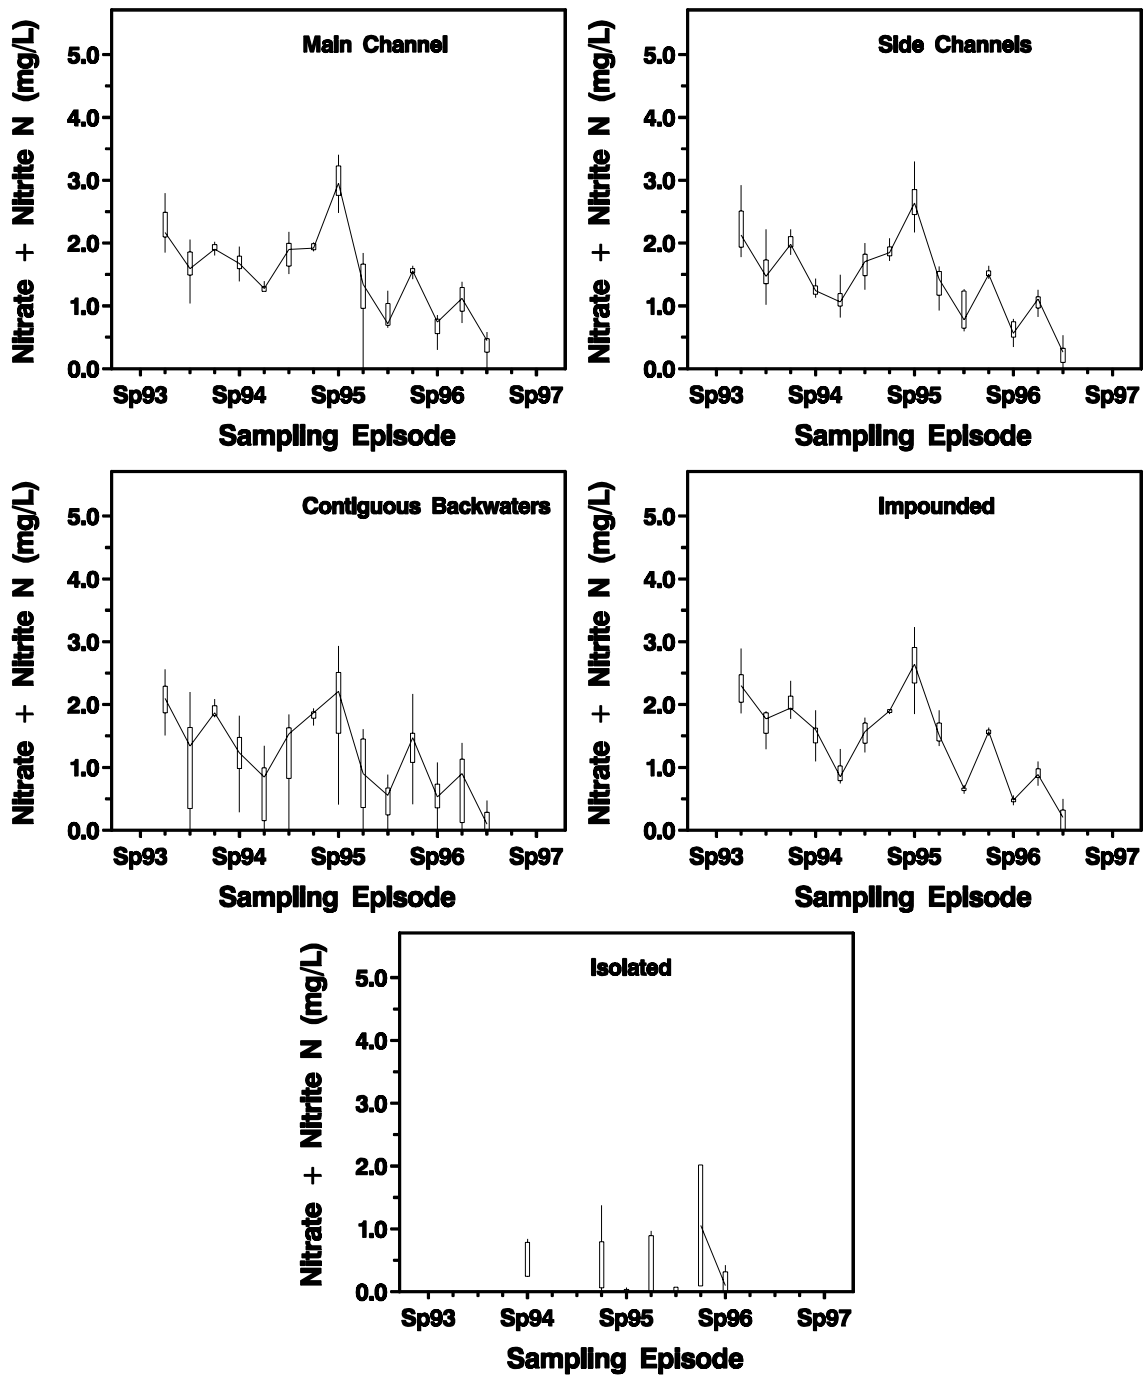 Main Channel
Nitrate + Nitrite N (mg/L)
5.0
4.0
3.0
2.0
1.0
0.0
Sp93 Sp94 Sp95 Sp96 Sp97
Sampling Episode
Side Channels
Nitrate + Nitrite N (mg/L)
5.0
4.0
3.0
2.0
1.0
0.0
Sp93 Sp94 Sp95 Sp96 Sp97
Sampling Episode
Contiguous Backwaters
Nitrate + Nitrite N (mg/L)
5.0
4.0
3.0
2.0
1.0
0.0
Sp93 Sp94 Sp95 Sp96 Sp97
Sampling Episode
Impounded
Nitrate + Nitrite N (mg/L)
5.0
4.0
3.0
2.0
1.0
0.0
Sp93 Sp94 Sp95 Sp96 Sp97
Sampling Episode
Isolated
Nitrate + Nitrite N (mg/L)
5.0
4.0
3.0
2.0
1.0
0.0
Sp93 Sp94 Sp95 Sp96 Sp97
Sampling Episode